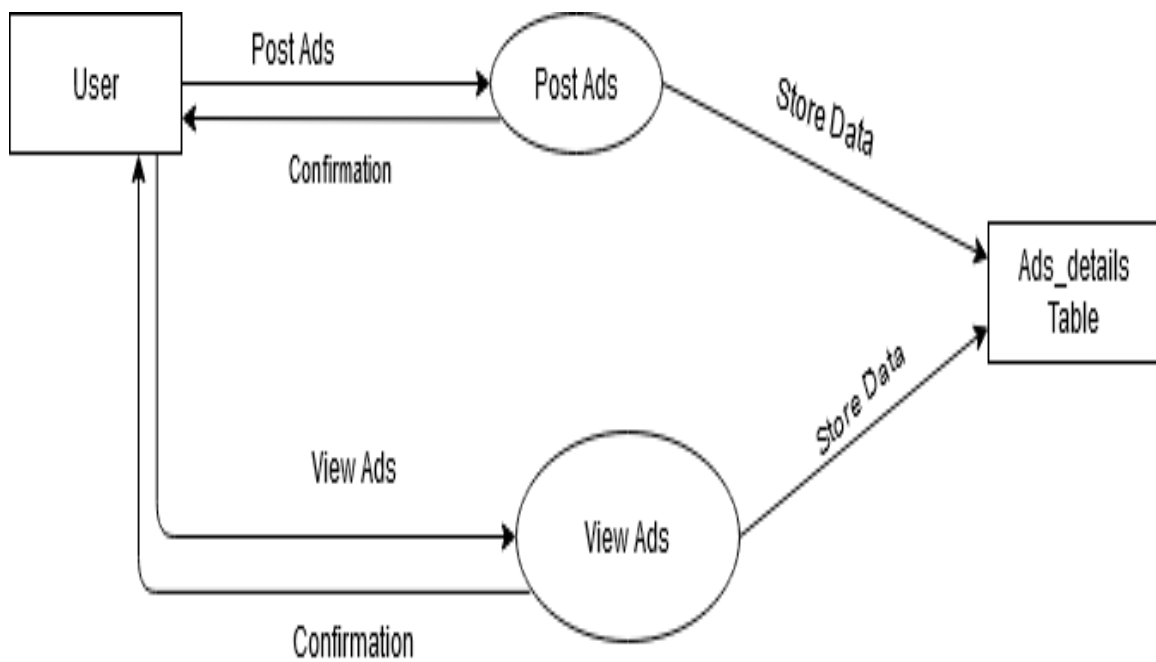 User
Post Ads
Confirmation
Post Ads
Store Data
Ads_details
Table
Store Data
View Ads
View Ads
Confirmation